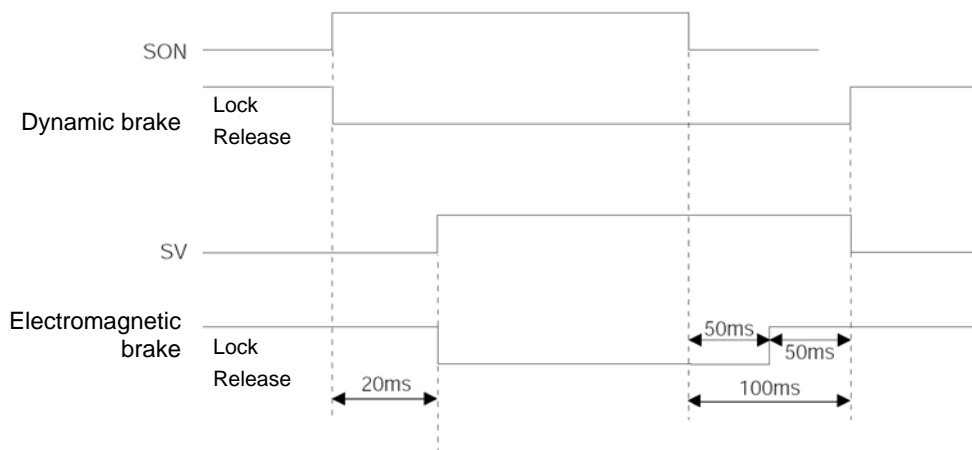 SON
Dynamic brake
Lock
Release
SV
Electromagnetic
brake
Lock
Release
20ms
50ms
50ms
100ms